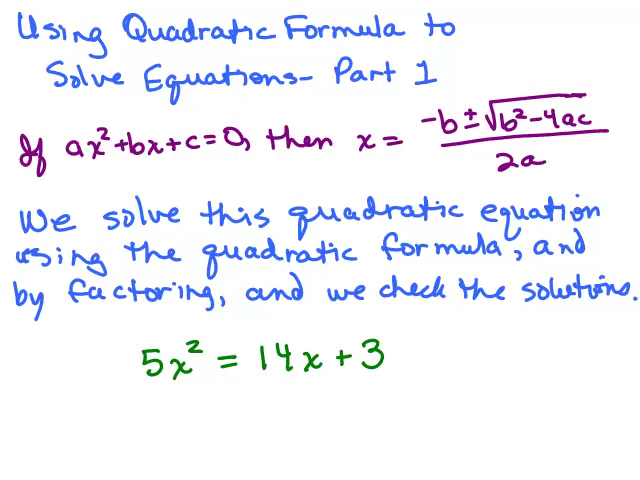 Using Quadratic Formula to
Solve Equations- Part 1
If ax²+bx+c=0, then x = (-b ± √(b²-4ac))/(2a)
We solve this quadratic equation
using the quadratic formula, and
by factoring, and we check the solutions.
5x² = 14x + 3